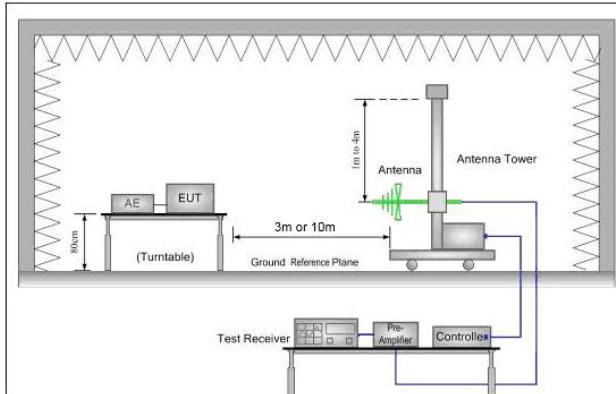 1m to 4m
Antenna
Antenna Tower
AE
EUT
3m or 10m
80cm
(Turntable)
Ground Reference Plane
Test Receiver
Pre-
Amplifier
Controlle